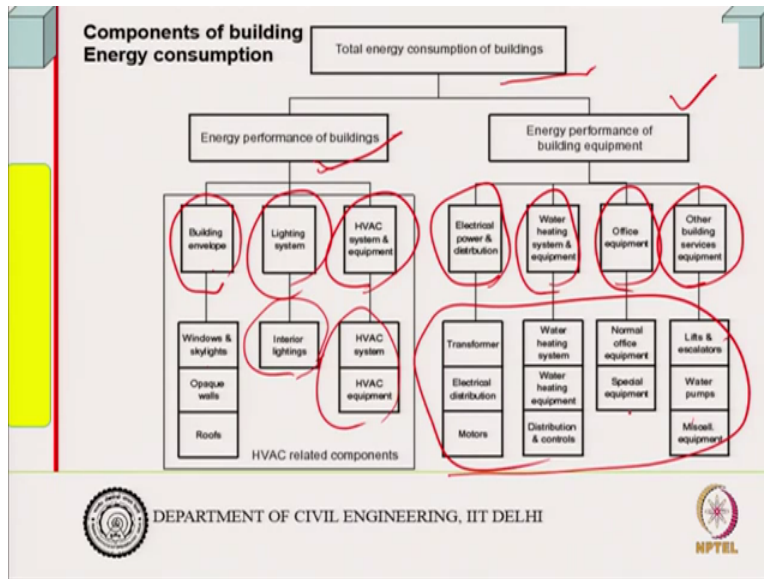 Components of building
Energy consumption
Total energy consumption of buildings
Energy performance of buildings
Energy performance of
building equipment
Building
envelope
Lighting
system
HVAC
system &
equipment
Electrical
power &
distrbution
Water
heating
system &
equipment
Office
equipment
Other
building
services
equipment
Windows &
skylights
Opaque
walls
Roofs
Interior
lightings
HVAC
system
HVAC
equipment
Transformer
Electrical
distribution
Motors
Water
heating
system
Water
heating
equipment
Distribution
& controls
Normal
office
equipment
Special
equipment
Lifts &
escalators
Water
pumps
Miscell.
equipment
HVAC related components
DEPARTMENT OF CIVIL ENGINEERING, IIT DELHI
NPTEL